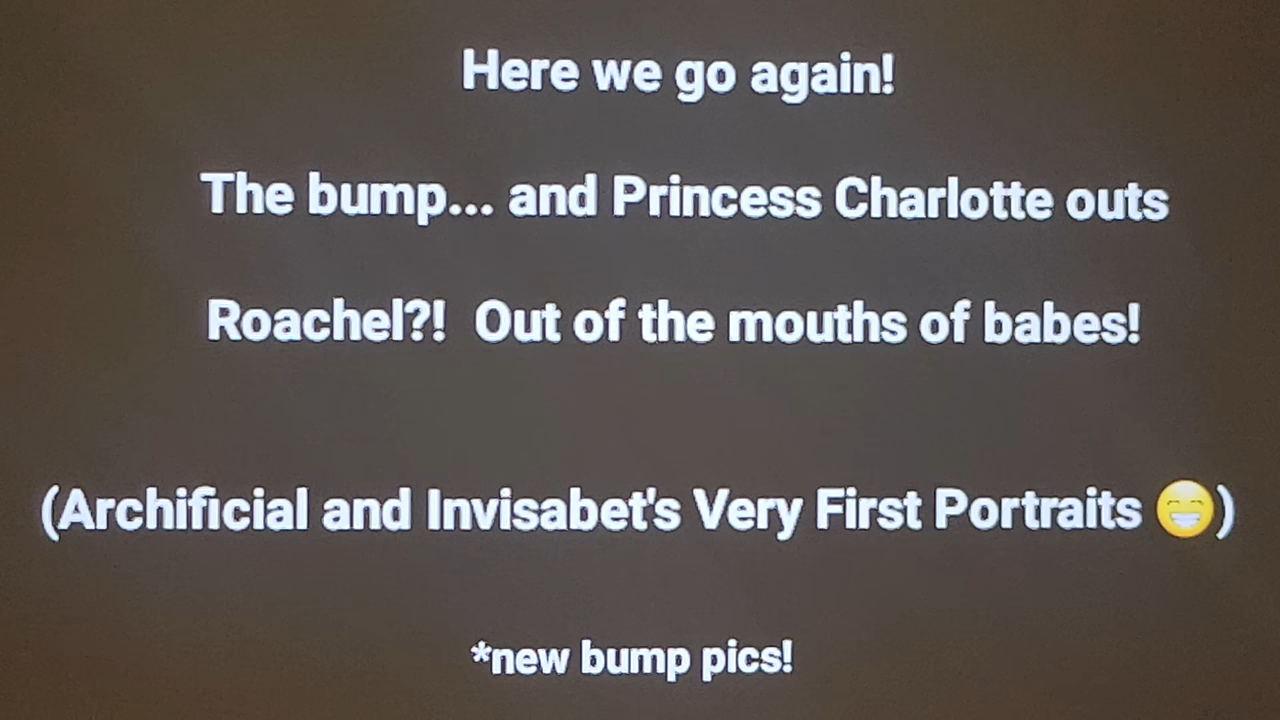 Here we go again!
The bump... and Princess Charlotte outs
Roachel?! Out of the mouths of babes!
(Archificial and Invisabet's Very First Portraits 😁)
*new bump pics!